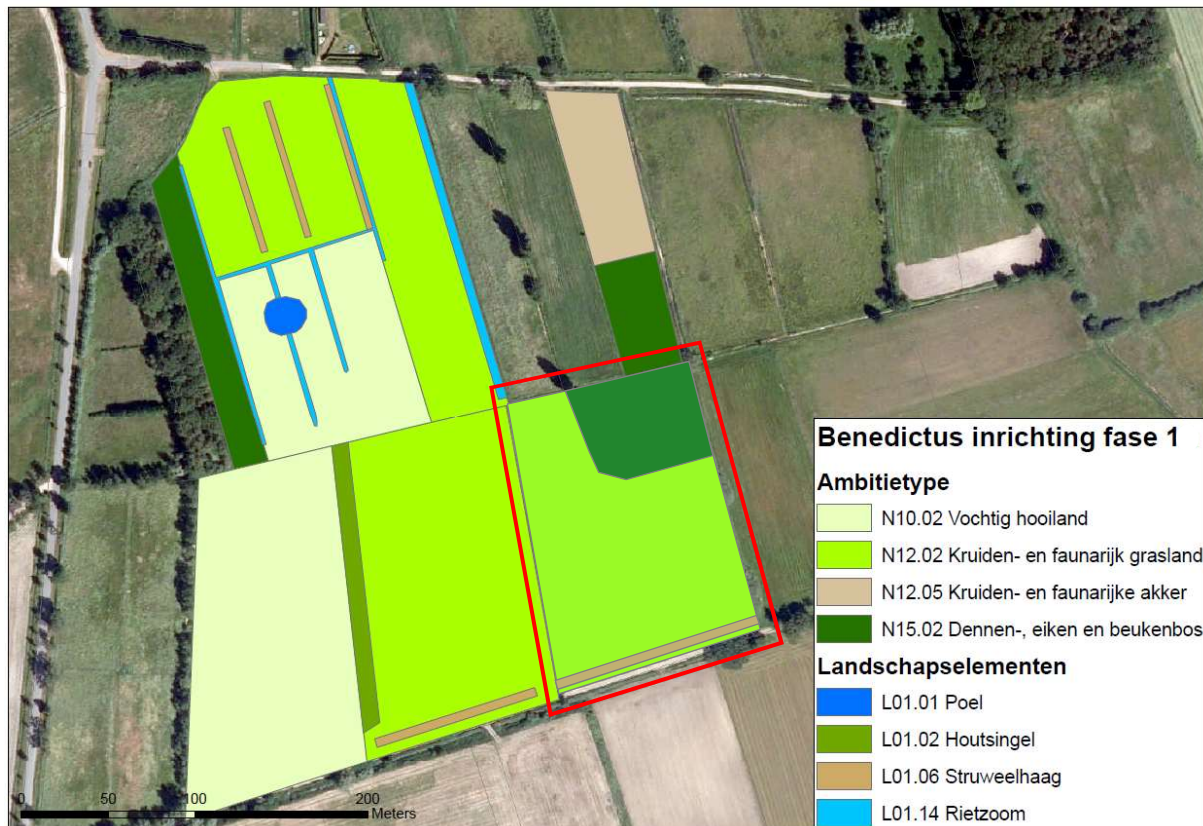 Benedictus inrichting fase 1
Ambitietype
N10.02 Vochtig hooiland
N12.02 Kruiden- en faunarijk grasland
N12.05 Kruiden- en faunarijke akker
N15.02 Dennen-, eiken en beukenbos
Landschapselementen
L01.01 Poel
L01.02 Houtsingel
L01.06 Struweelhaag
L01.14 Rietzoom
0 50 100 200
Meters